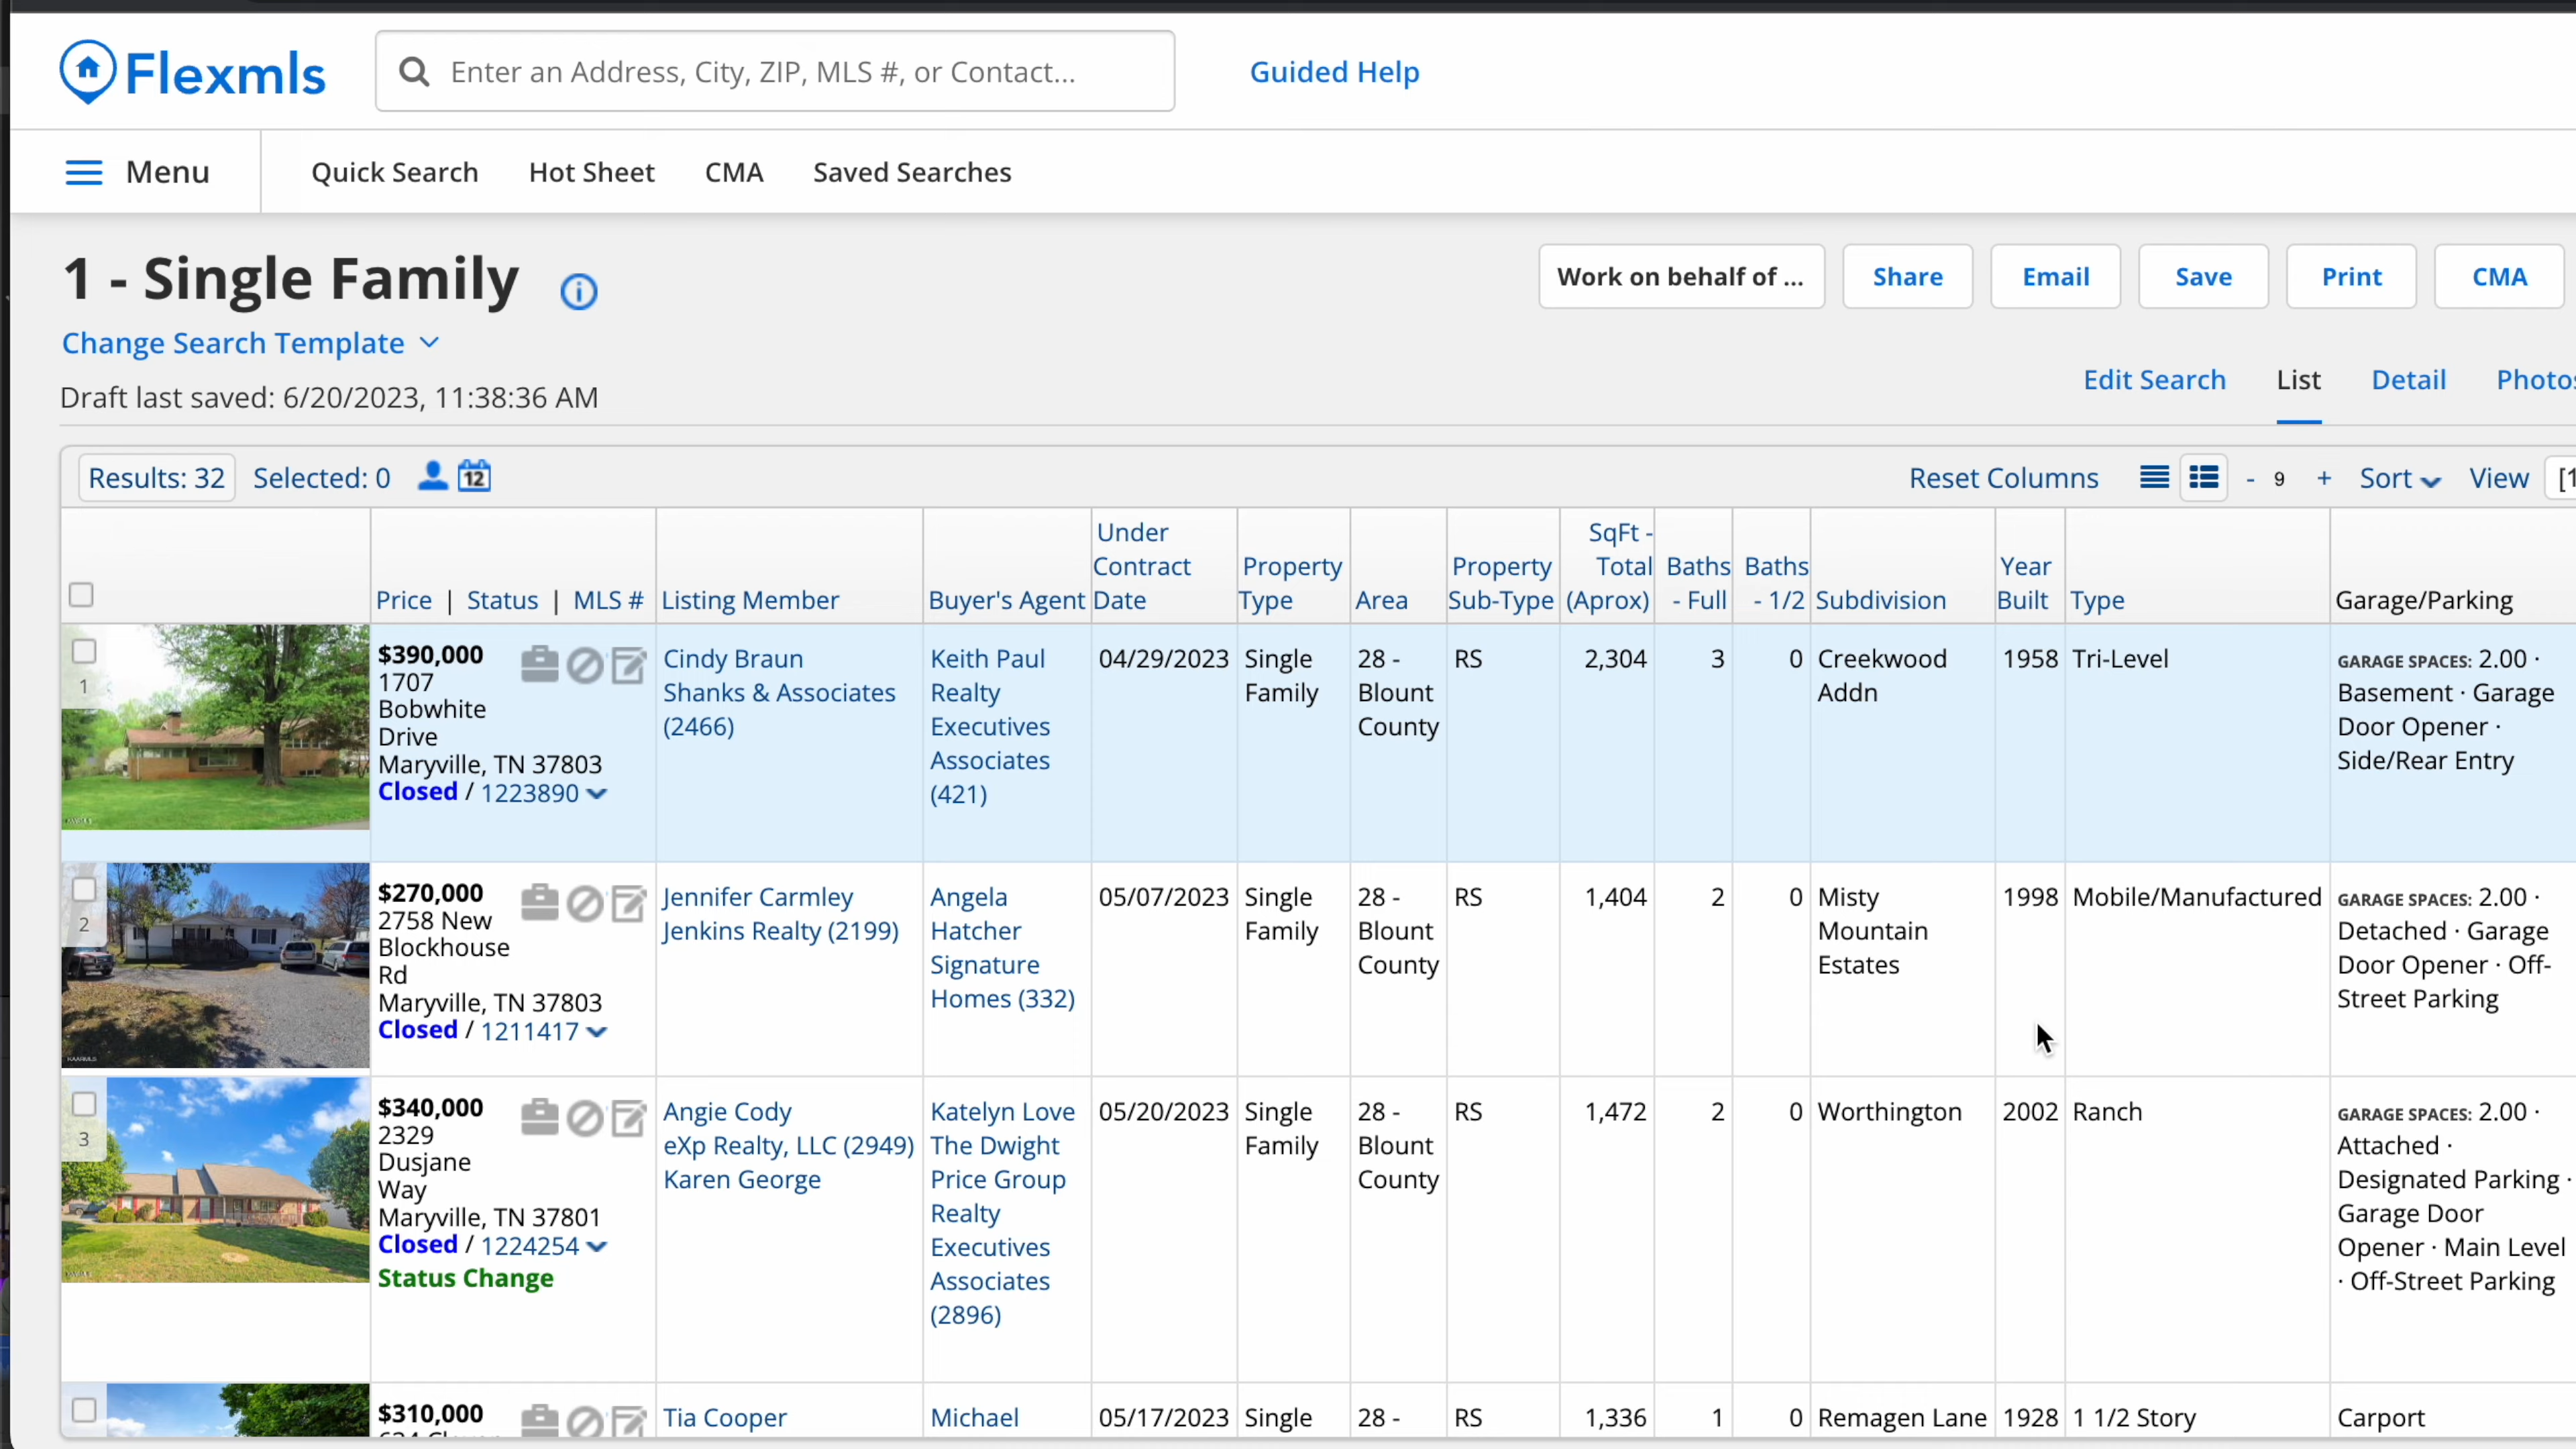 Flexmls
Enter an Address, City, ZIP, MLS #, or Contact...
Guided Help
Menu
Quick Search
Hot Sheet
CMA
Saved Searches
1 - Single Family
Work on behalf of ...
Share
Email
Save
Print
CMA
Change Search Template
Draft last saved: 6/20/2023, 11:38:36 AM
Edit Search
List
Detail
Photos
Results: 32
Selected: 0
12
Reset Columns
- 9 +
Sort
View
[1
Price | Status | MLS #
Listing Member
Buyer's Agent
Under
Contract
Date
Property
Type
Area
Property
Sub-Type
SqFt -
Total
(Aprox)
Baths
- Full
Baths
- 1/2
Subdivision
Year
Built
Type
Garage/Parking
1
$390,000
1707
Bobwhite
Drive
Maryville, TN 37803
Closed / 1223890
Cindy Braun
Shanks & Associates
(2466)
Keith Paul
Realty
Executives
Associates
(421)
04/29/2023
Single
Family
28 -
Blount
County
RS
2,304
3
0
Creekwood
Addn
1958
Tri-Level
GARAGE SPACES: 2.00 ·
Basement · Garage
Door Opener ·
Side/Rear Entry
2
$270,000
2758 New
Blockhouse
Rd
Maryville, TN 37803
Closed / 1211417
Jennifer Carmley
Jenkins Realty (2199)
Angela
Hatcher
Signature
Homes (332)
05/07/2023
Single
Family
28 -
Blount
County
RS
1,404
2
0
Misty
Mountain
Estates
1998
Mobile/Manufactured
GARAGE SPACES: 2.00 ·
Detached · Garage
Door Opener · Off-
Street Parking
3
$340,000
2329
Dusjane
Way
Maryville, TN 37801
Closed / 1224254
Status Change
Angie Cody
eXp Realty, LLC (2949)
Karen George
Katelyn Love
The Dwight
Price Group
Realty
Executives
Associates
(2896)
05/20/2023
Single
Family
28 -
Blount
County
RS
1,472
2
0
Worthington
2002
Ranch
GARAGE SPACES: 2.00 ·
Attached ·
Designated Parking ·
Garage Door
Opener · Main Level
· Off-Street Parking
$310,000
Tia Cooper
Michael
05/17/2023
Single
28 -
RS
1,336
1
0
Remagen Lane
1928
1 1/2 Story
Carport